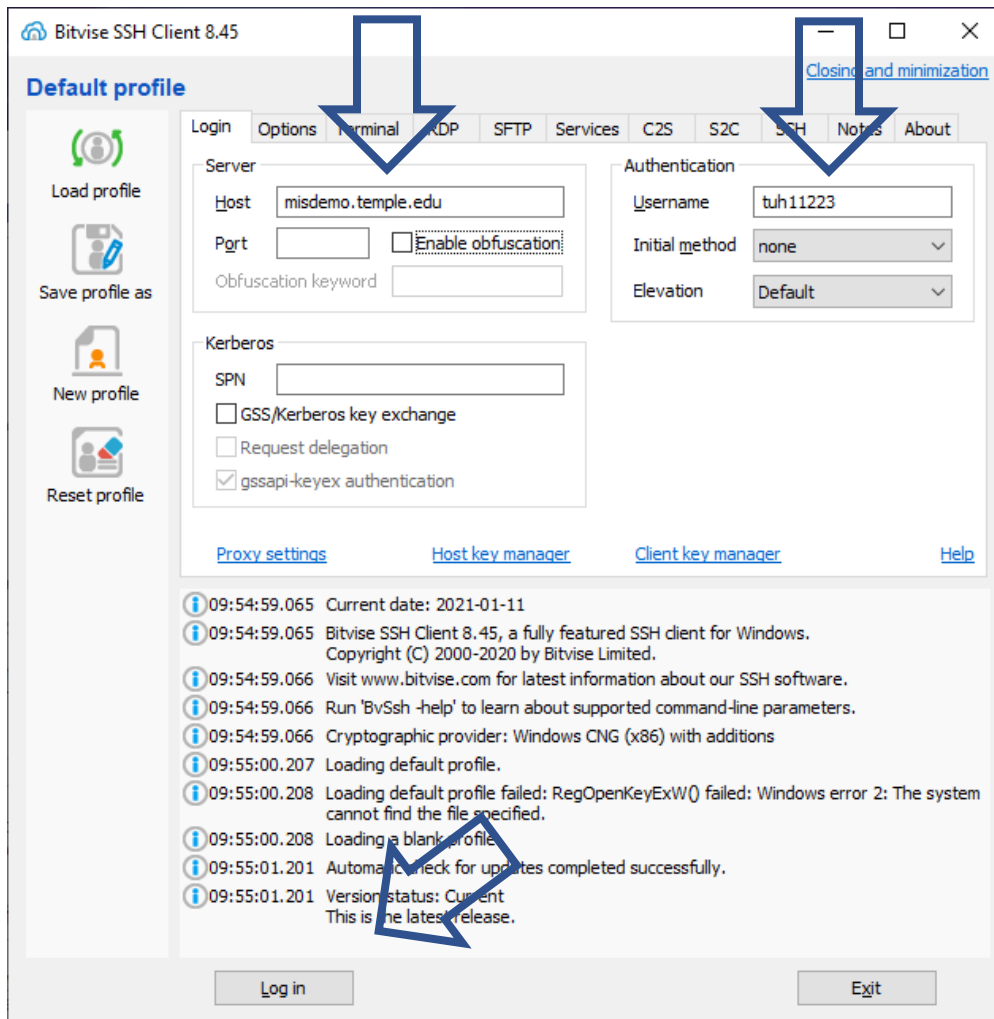 Bitvise SSH Client 8.45
Closing and minimization
Default profile
Load profile
Save profile as
New profile
Reset profile
Login Options Terminal RDP SFTP Services C2S S2C SSH Notes About
Server
Host misdemo.temple.edu
Port Enable obfuscation
Obfuscation keyword
Authentication
Username tuh11223
Initial method none
Elevation Default
Kerberos
SPN
GSS/Kerberos key exchange
Request delegation
gssapi-keyex authentication
Proxy settings Host key manager Client key manager Help
09:54:59.065 Current date: 2021-01-11
09:54:59.065 Bitvise SSH Client 8.45, a fully featured SSH client for Windows.
Copyright (C) 2000-2020 by Bitvise Limited.
09:54:59.066 Visit www.bitvise.com for latest information about our SSH software.
09:54:59.066 Run 'BvSsh -help' to learn about supported command-line parameters.
09:54:59.066 Cryptographic provider: Windows CNG (x86) with additions
09:55:00.207 Loading default profile.
09:55:00.208 Loading default profile failed: RegOpenKeyExW() failed: Windows error 2: The system
cannot find the file specified.
09:55:00.208 Loading a blank profile.
09:55:01.201 Automatic check for updates completed successfully.
09:55:01.201 Version status: Current
This is the latest release.
Log in Exit